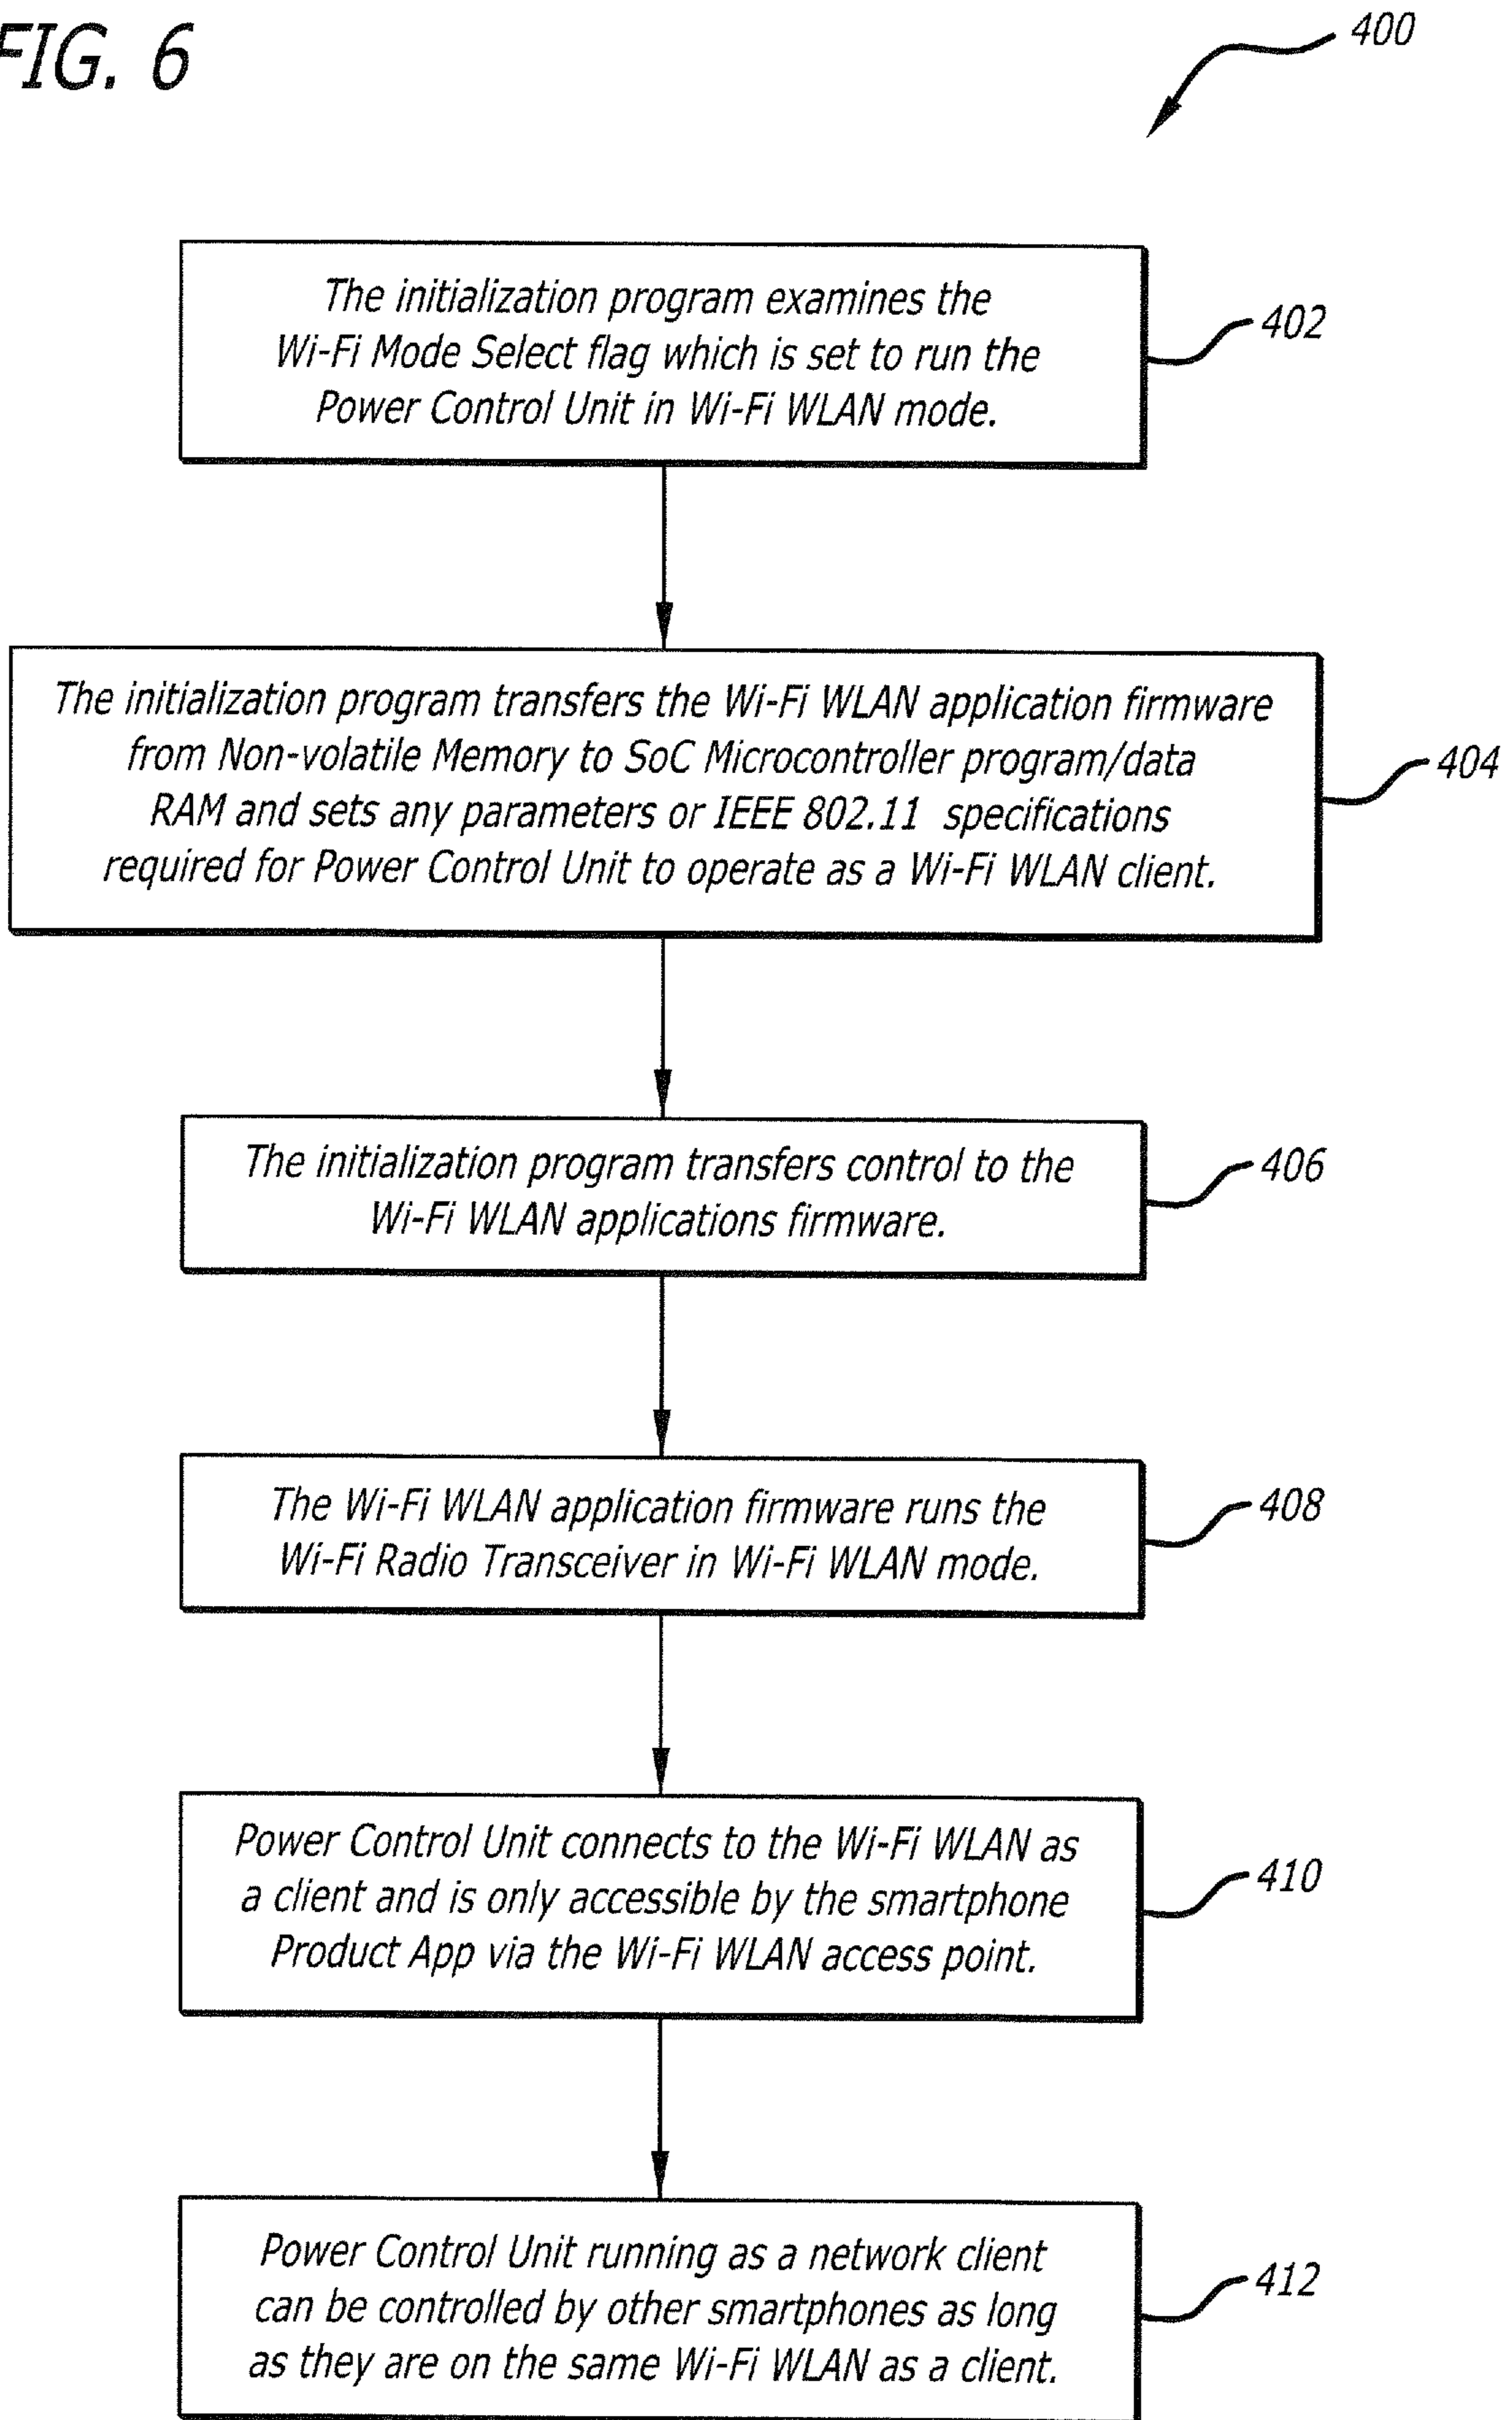 FIG. 6
400
The initialization program examines the
Wi-Fi Mode Select flag which is set to run the
Power Control Unit in Wi-Fi WLAN mode.
402
The initialization program transfers the Wi-Fi WLAN application firmware
from Non-volatile Memory to SoC Microcontroller program/data
RAM and sets any parameters or IEEE 802.11 specifications
required for Power Control Unit to operate as a Wi-Fi WLAN client.
404
The initialization program transfers control to the
Wi-Fi WLAN applications firmware.
406
The Wi-Fi WLAN application firmware runs the
Wi-Fi Radio Transceiver in Wi-Fi WLAN mode.
408
Power Control Unit connects to the Wi-Fi WLAN as
a client and is only accessible by the smartphone
Product App via the Wi-Fi WLAN access point.
410
Power Control Unit running as a network client
can be controlled by other smartphones as long
as they are on the same Wi-Fi WLAN as a client.
412